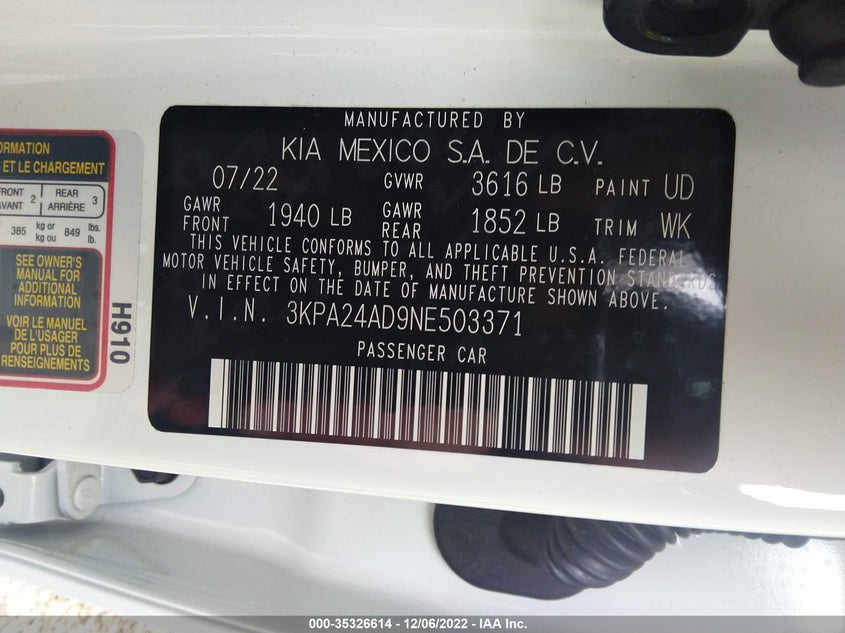 MANUFACTURED BY
KIA MEXICO S.A. DE C.V.
07/22 GVWR 3616 LB PAINT UD
GAWR FRONT 1940 LB GAWR REAR 1852 LB TRIM WK
THIS VEHICLE CONFORMS TO ALL APPLICABLE U.S.A. FEDERAL
MOTOR VEHICLE SAFETY, BUMPER, AND THEFT PREVENTION STANDARDS
IN EFFECT ON THE DATE OF MANUFACTURE SHOWN ABOVE.
V.I.N. 3KPA24AD9NE503371
PASSENGER CAR
ET LE CHARGEMENT
FRONT 2 REAR 3
AVANT ARRIÈRE
385 kg or 849 lbs.
kg ou lb.
SEE OWNER'S
MANUAL FOR
ADDITIONAL
INFORMATION
VOIR LE MANUEL
DE L'USAGER
POUR PLUS DE
RENSEIGNEMENTS
H910
000-35326614 - 12/06/2022 - IAA Inc.